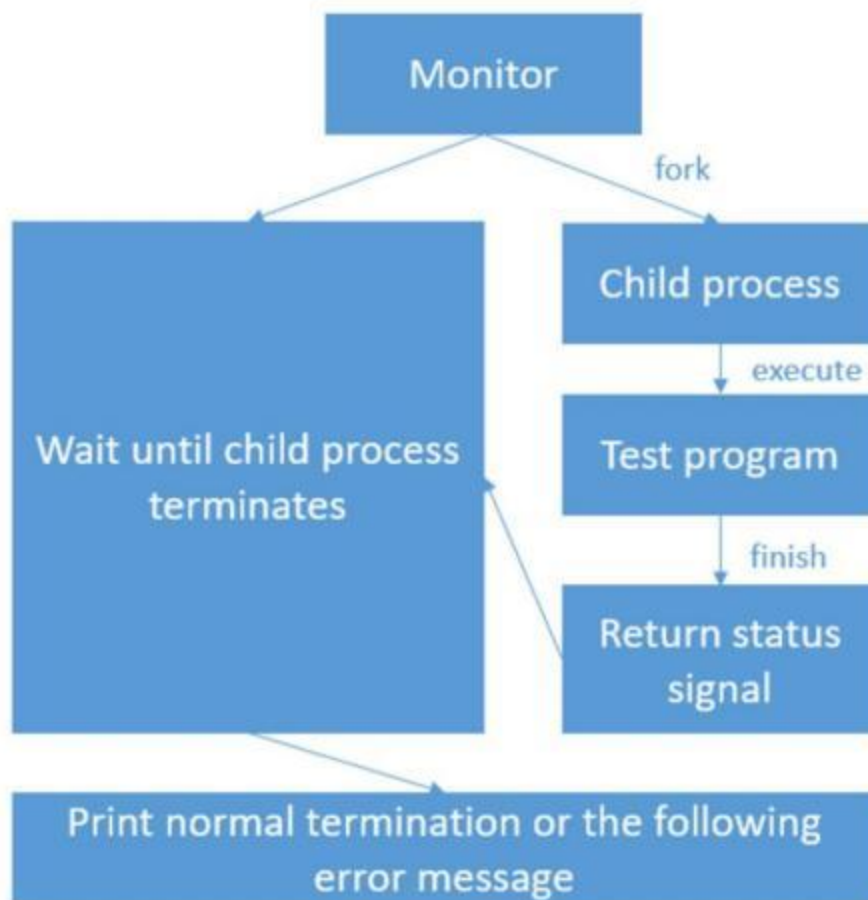 Monitor
fork
Child process
execute
Wait until child process
terminates
Test program
finish
Return status
signal
Print normal termination or the following
error message